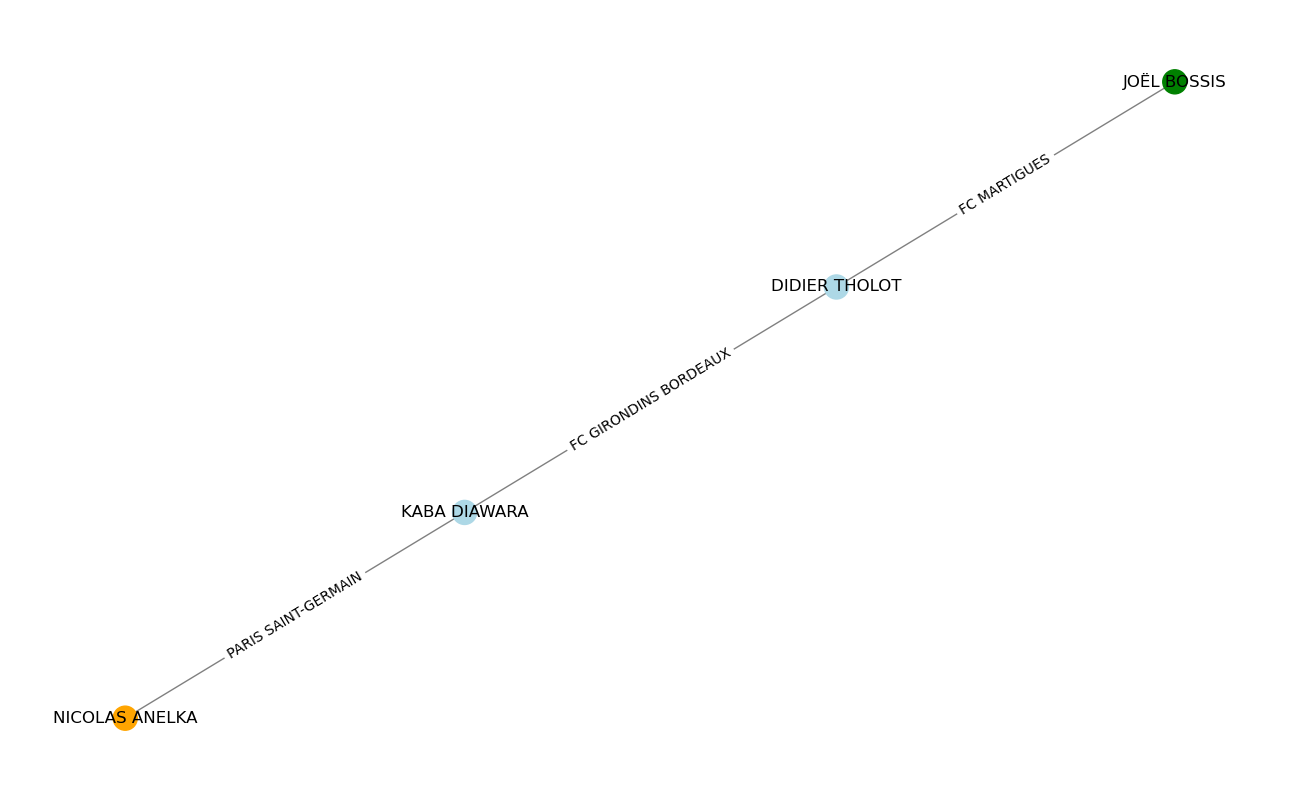 JOËL BOSSIS
FC MARTIGUES
DIDIER THOLOT
FC GIRONDINS BORDEAUX
KABA DIAWARA
PARIS SAINT-GERMAIN
NICOLAS ANELKA